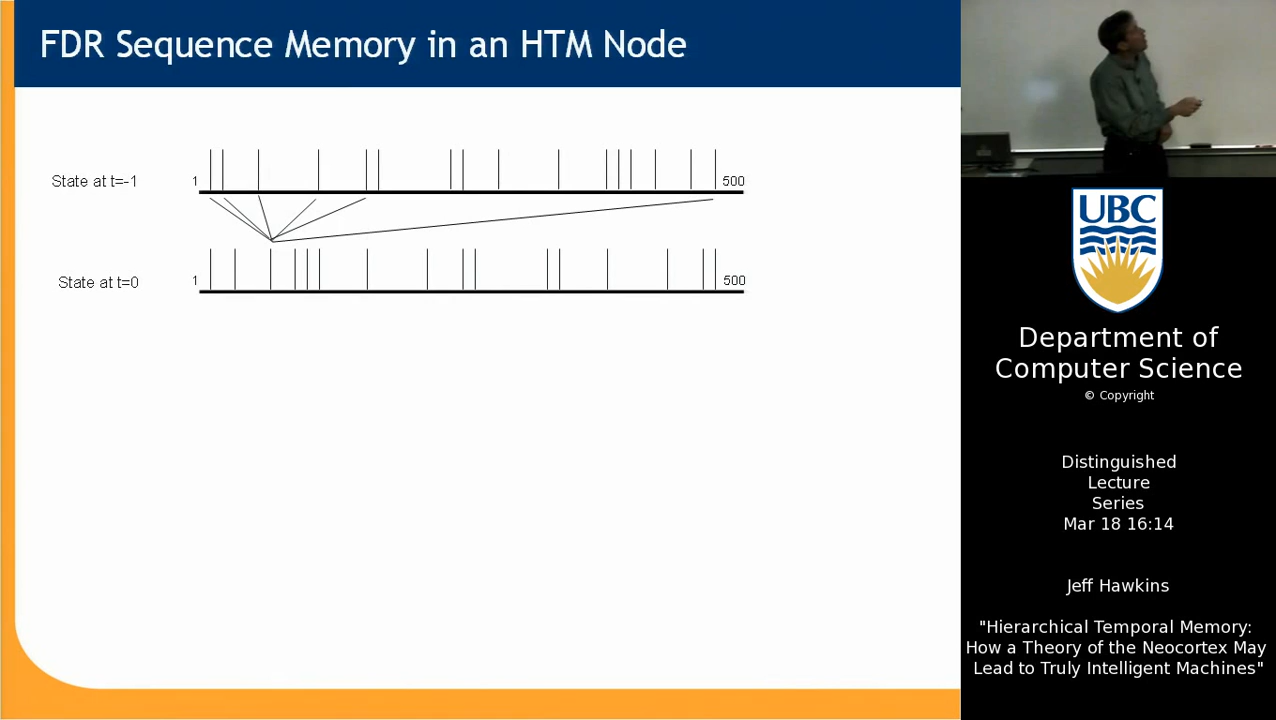 FDR Sequence Memory in an HTM Node
State at t=-1
1
500
State at t=0
1
500
UBC
Department of
Computer Science
© Copyright
Distinguished
Lecture
Series
Mar 18 16:14
Jeff Hawkins
"Hierarchical Temporal Memory:
How a Theory of the Neocortex May
Lead to Truly Intelligent Machines"